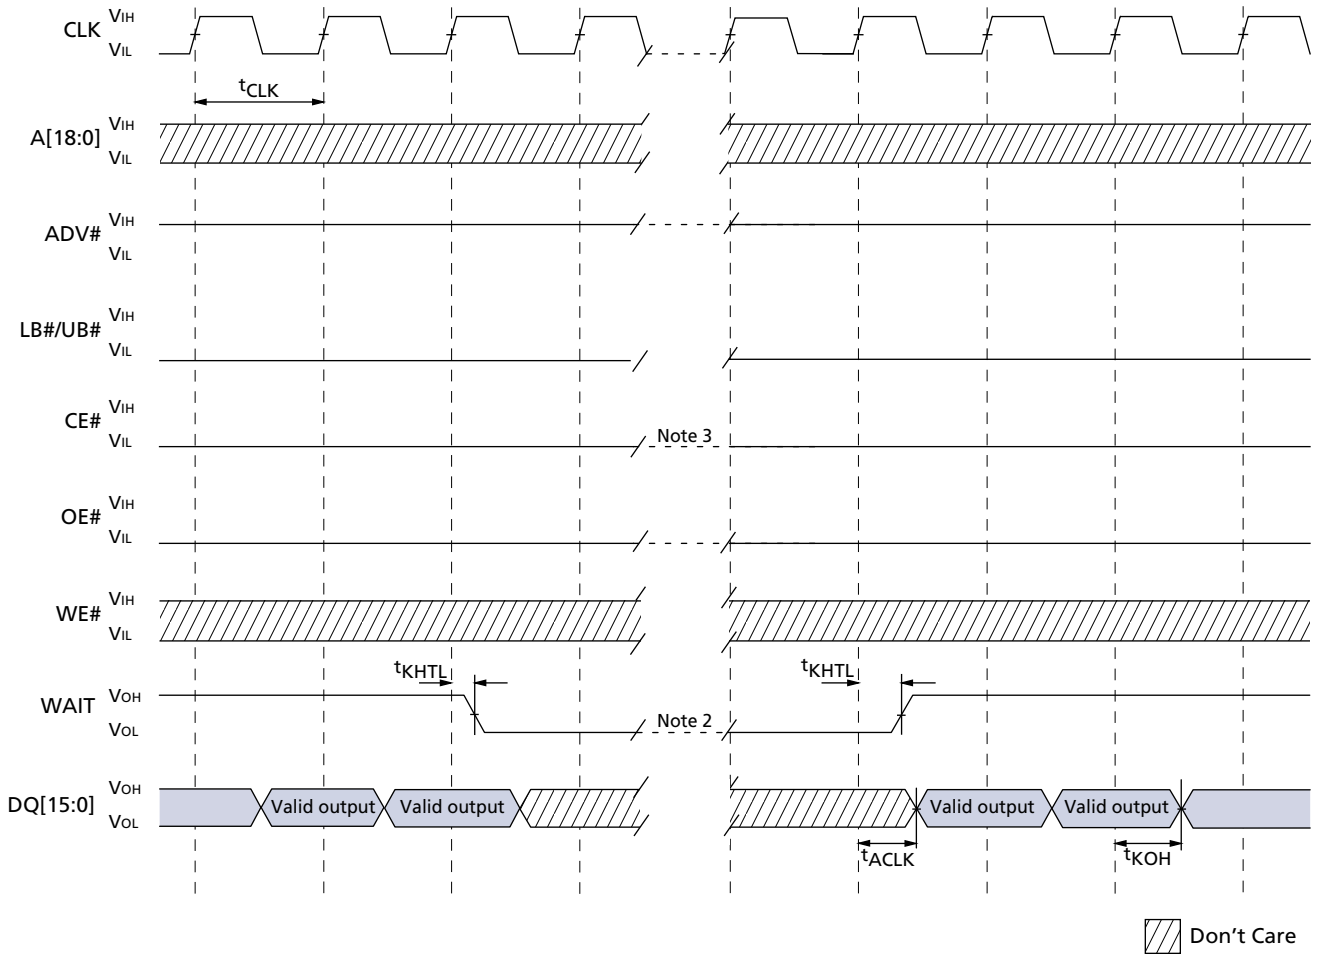 CLK VIH
VIL
tCLK
A[18:0] VIH
VIL
ADV# VIH
VIL
LB#/UB# VIH
VIL
CE# VIH
VIL
Note 3
OE# VIH
VIL
WE# VIH
VIL
tKHTL tKHTL
WAIT VOH
VOL
Note 2
DQ[15:0] VOH
VOL
Valid output Valid output Valid output Valid output
tACLK tKOH
Don't Care